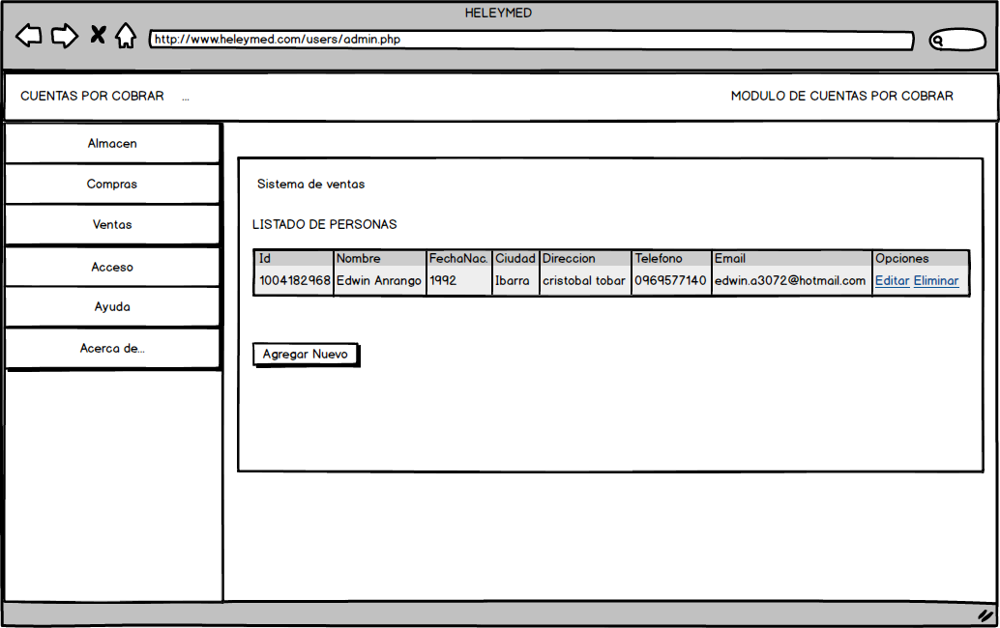 HELEYMED
http://www.heleymed.com/users/admin.php
CUENTAS POR COBRAR ... MODULO DE CUENTAS POR COBRAR
Almacen
Compras
Ventas
Acceso
Ayuda
Acerca de...
Sistema de ventas
LISTADO DE PERSONAS
Id Nombre FechaNac. Ciudad Direccion Telefono Email Opciones
1004182968 Edwin Anrango 1992 Ibarra cristobal tobar 0969577140 edwin.a3072@hotmail.com Editar Eliminar
Agregar Nuevo